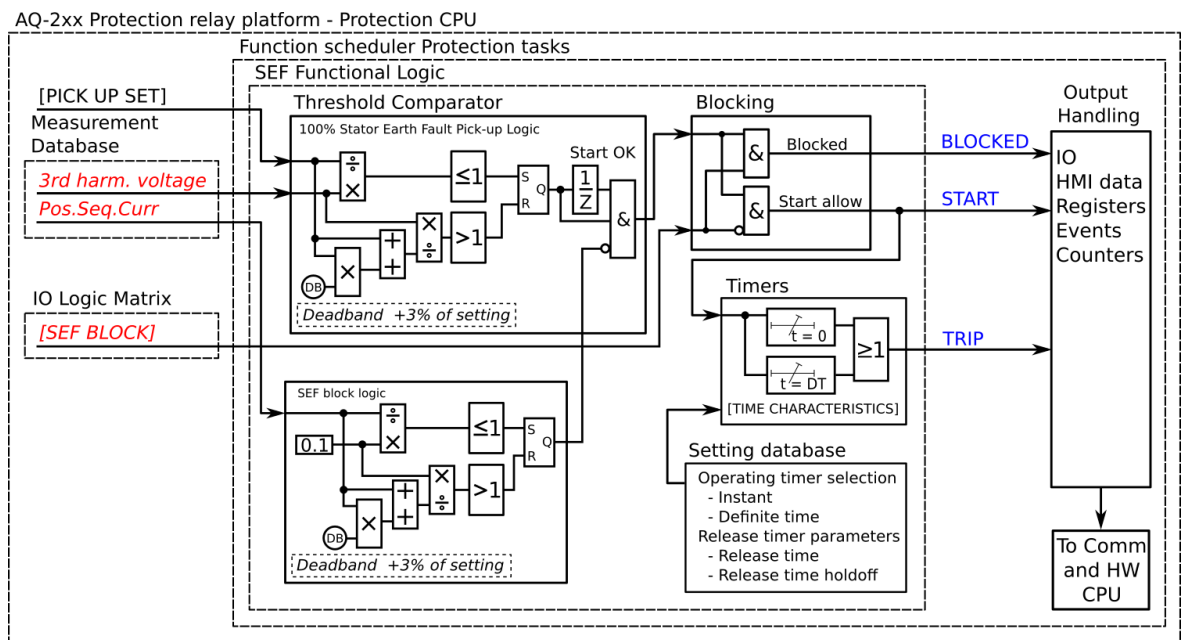 AQ-2xx Protection relay platform - Protection CPU
Function scheduler Protection tasks
SEF Functional Logic
[PICK UP SET]
Measurement
Database
3rd harm. voltage
Pos.Seq.Curr
IO Logic Matrix
[SEF BLOCK]
Threshold Comparator
100% Stator Earth Fault Pick-up Logic
Start OK
÷
×
≤1
S
Q
R
1
Z
&
×
÷
>1
+
+
×
DB
Deadband +3% of setting
SEF block logic
÷
×
0.1
≤1
S
Q
R
×
÷
>1
+
+
×
DB
Deadband +3% of setting
Blocking
&
Blocked
&
Start allow
Timers
t = 0
≥1
t = DT
[TIME CHARACTERISTICS]
Setting database
Operating timer selection
- Instant
- Definite time
Release timer parameters
- Release time
- Release time holdoff
BLOCKED
START
TRIP
Output
Handling
IO
HMI data
Registers
Events
Counters
To Comm
and HW
CPU